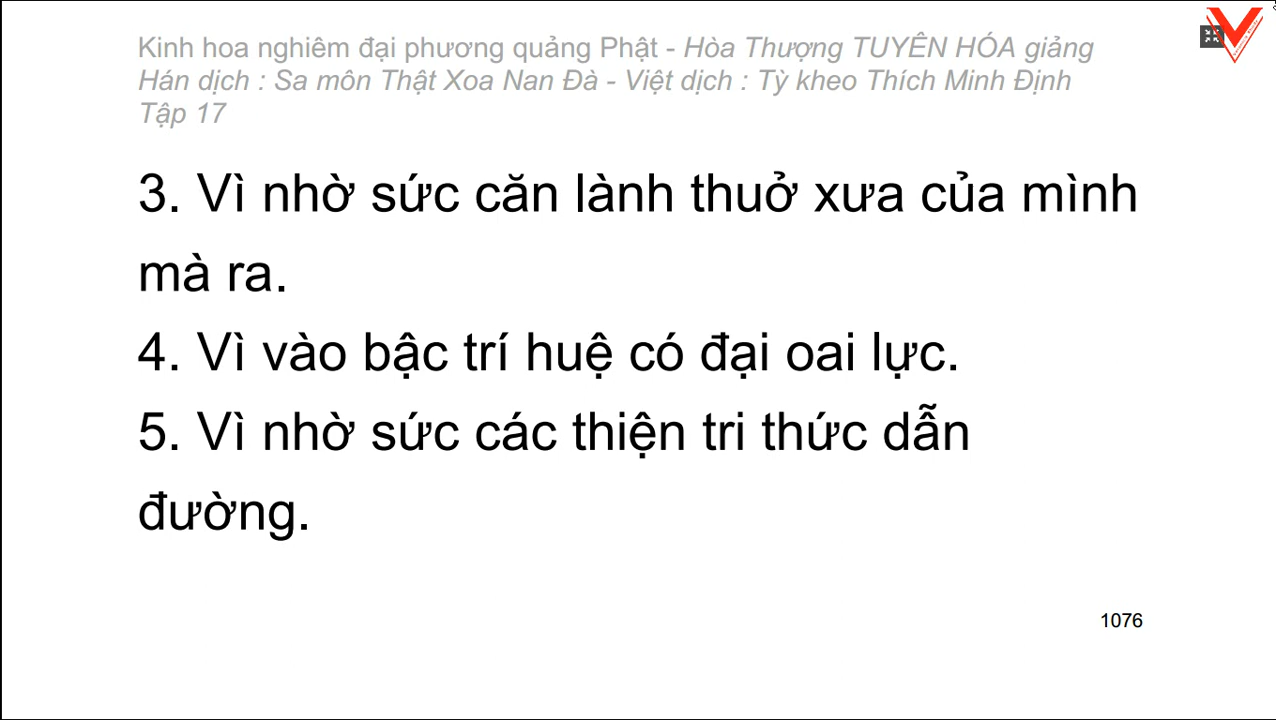 Kinh hoa nghiêm đại phương quảng Phật - Hòa Thượng TUYÊN HÓA giảng
Hán dịch : Sa môn Thật Xoa Nan Đà - Việt dịch : Tỳ kheo Thích Minh Định
Tập 17
3. Vì nhờ sức căn lành thuở xưa của mình
mà ra.
4. Vì vào bậc trí huệ có đại oai lực.
5. Vì nhờ sức các thiện tri thức dẫn
đường.
1076